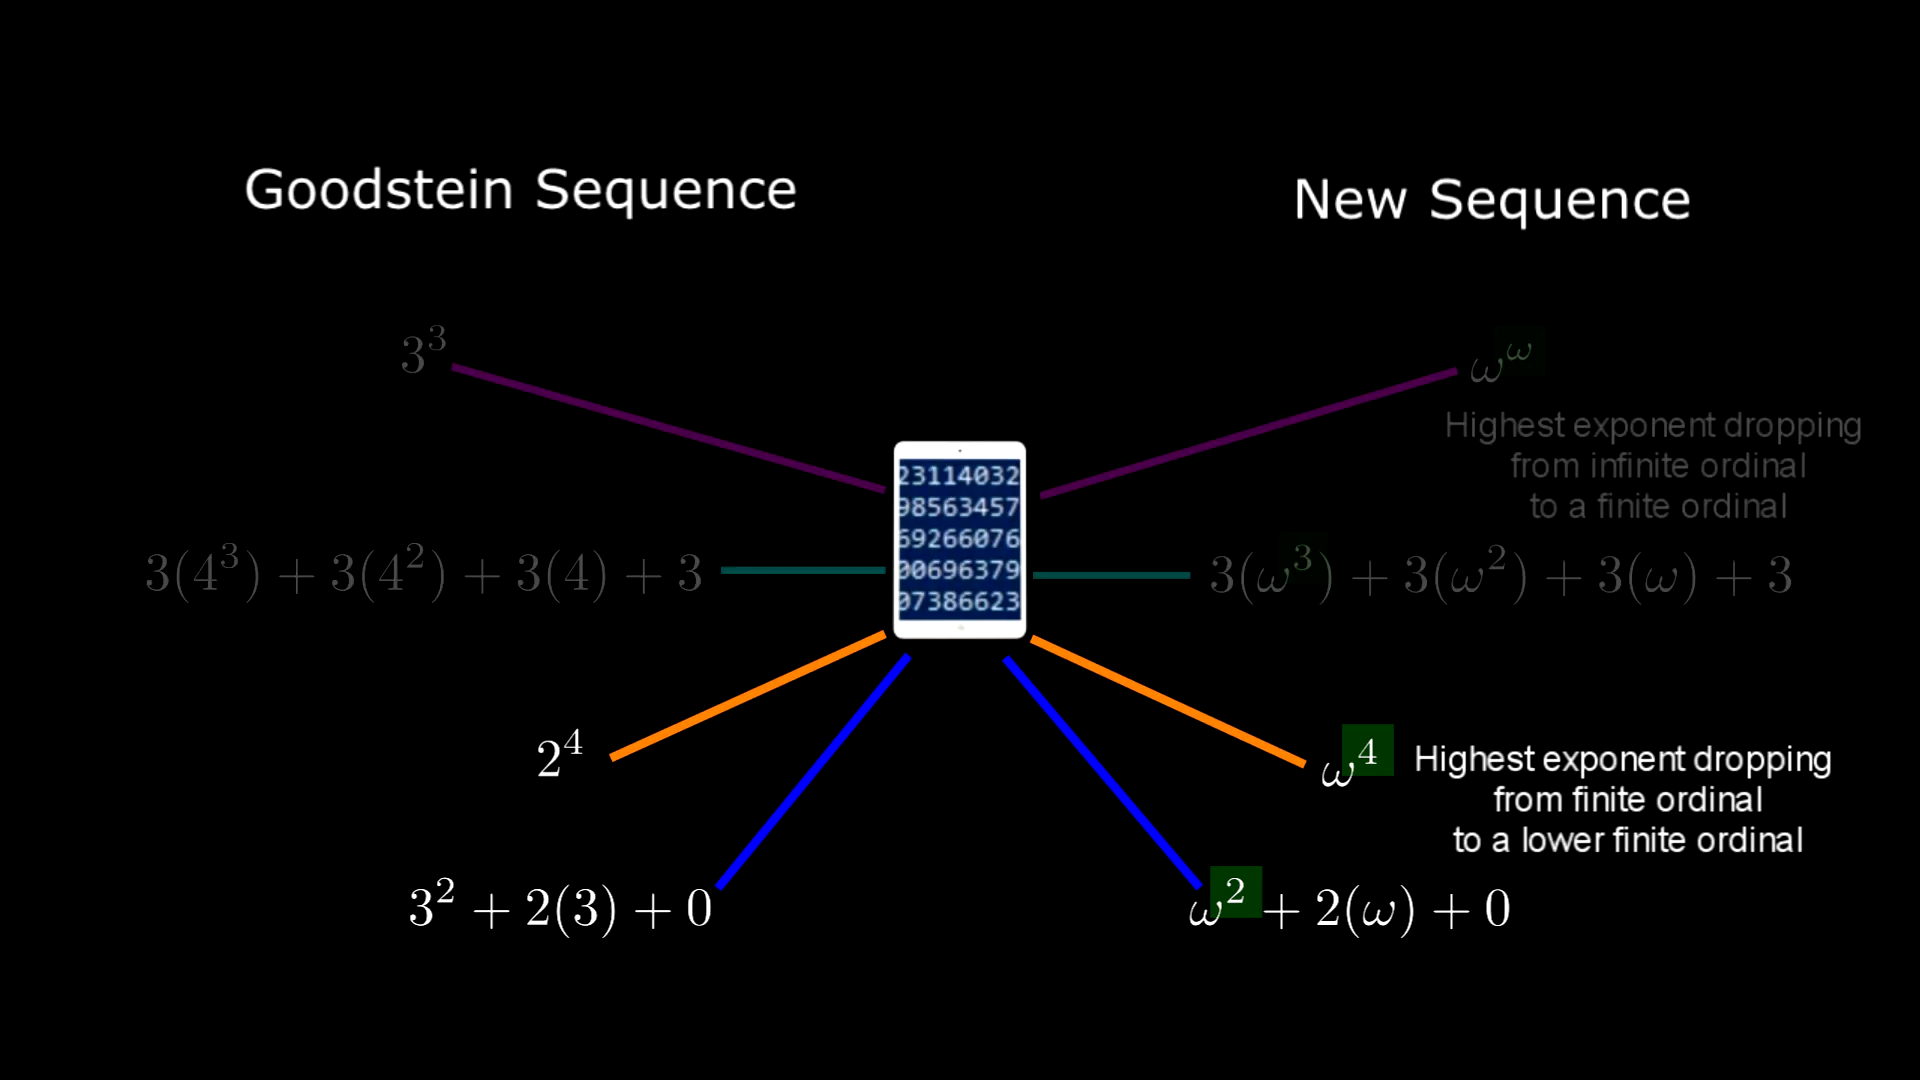 Goodstein Sequence
New Sequence
3^3
ω^ω
Highest exponent dropping
from infinite ordinal
to a finite ordinal
23114032
98563457
69266076
00696379
07386623
3(4^3) + 3(4^2) + 3(4) + 3
3(ω^3) + 3(ω^2) + 3(ω) + 3
2^4
ω^4
Highest exponent dropping
from finite ordinal
to a lower finite ordinal
3^2 + 2(3) + 0
ω^2 + 2(ω) + 0